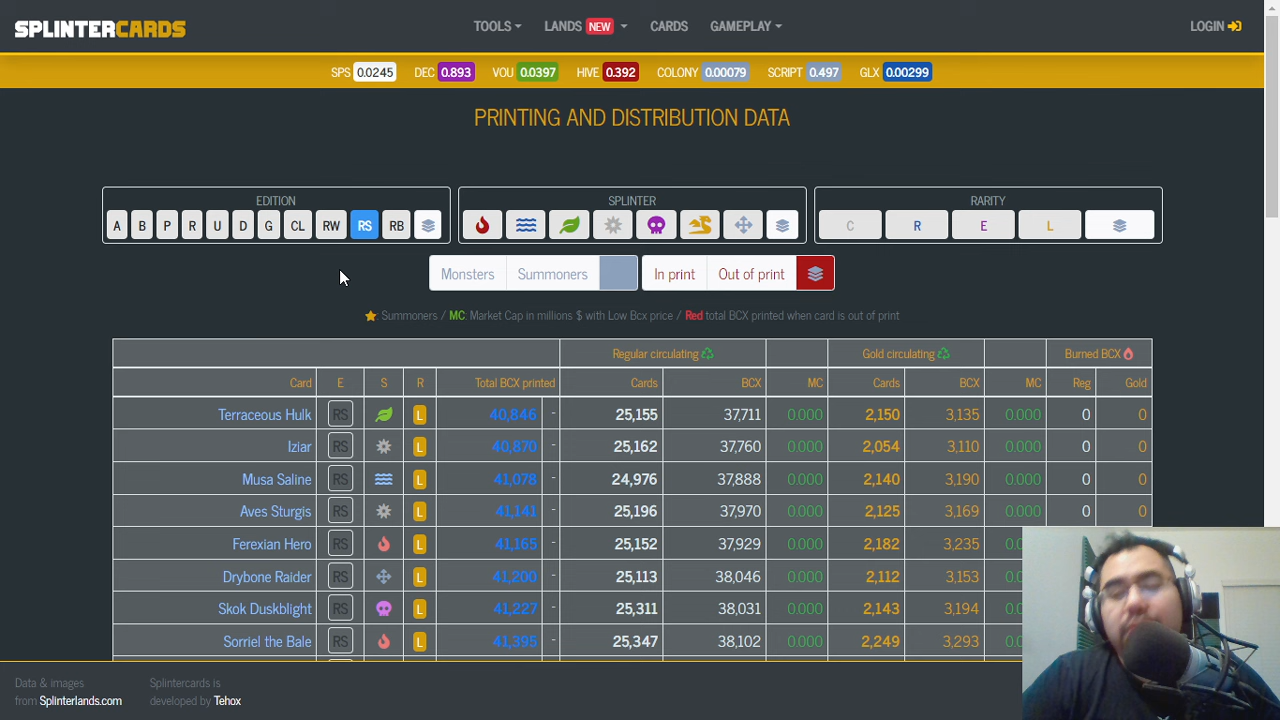 SPLINTERCARDS TOOLS LANDS NEW CARDS GAMEPLAY LOGIN
SPS 0.0245 DEC 0.893 VOU 0.0397 HIVE 0.392 COLONY 0.00079 SCRIPT 0.497 GLX 0.00299
PRINTING AND DISTRIBUTION DATA
EDITION SPLINTER RARITY
A B P R U D G CL RW RS RB C R E L
Monsters Summoners In print Out of print
Summoners / MC: Market Cap in millions $ with Low Bcx price / Red total BCX printed when card is out of print
Regular circulating Gold circulating Burned BCX
Card E S R Total BCX printed Cards BCX MC Cards BCX MC Reg Gold
Terraceous Hulk RS L 40,846 - 25,155 37,711 0.000 2,150 3,135 0.000 0 0
Iziar RS L 40,870 - 25,162 37,760 0.000 2,054 3,110 0.000 0 0
Musa Saline RS L 41,078 - 24,976 37,888 0.000 2,140 3,190 0.000 0 0
Aves Sturgis RS L 41,141 - 25,196 37,970 0.000 2,125 3,169 0.000 0 0
Ferexian Hero RS L 41,165 - 25,152 37,929 0.000 2,182 3,235
Drybone Raider RS L 41,200 - 25,113 38,046 0.000 2,112 3,153
Skok Duskblight RS L 41,227 - 25,311 38,031 0.000 2,143 3,194
Sorriel the Bale RS L 41,395 - 25,347 38,102 0.000 2,249 3,293
Data & images
from Splinterlands.com
Splintercards is
developed by Tehox